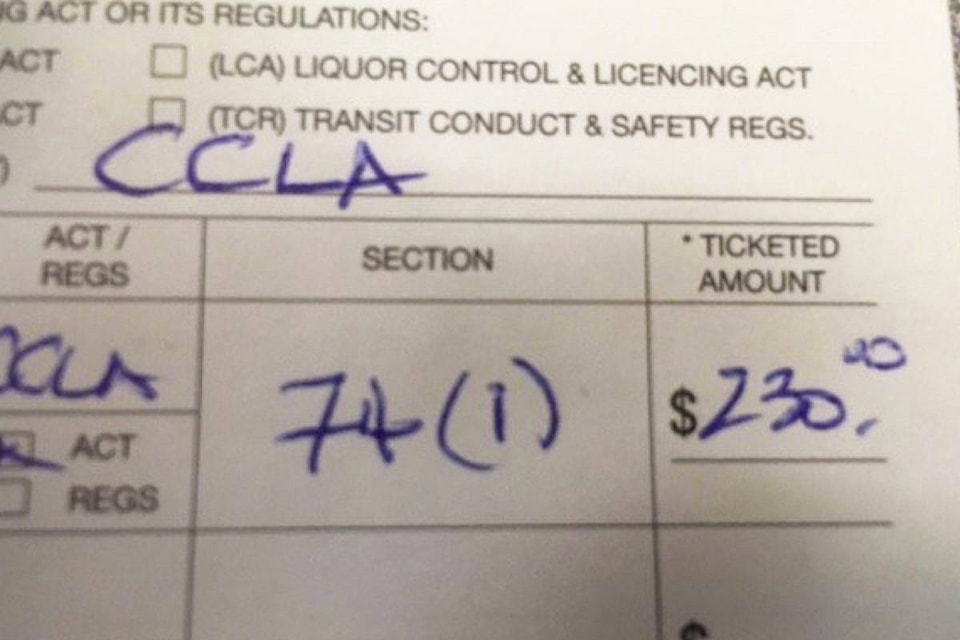 G ACT OR ITS REGULATIONS:
ACT (LCA) LIQUOR CONTROL & LICENCING ACT
CT (TCR) TRANSIT CONDUCT & SAFETY REGS.
) CCLA
ACT / REGS
SECTION
* TICKETED AMOUNT
CCLA
ACT
REGS
74 (1)
$230.00
$